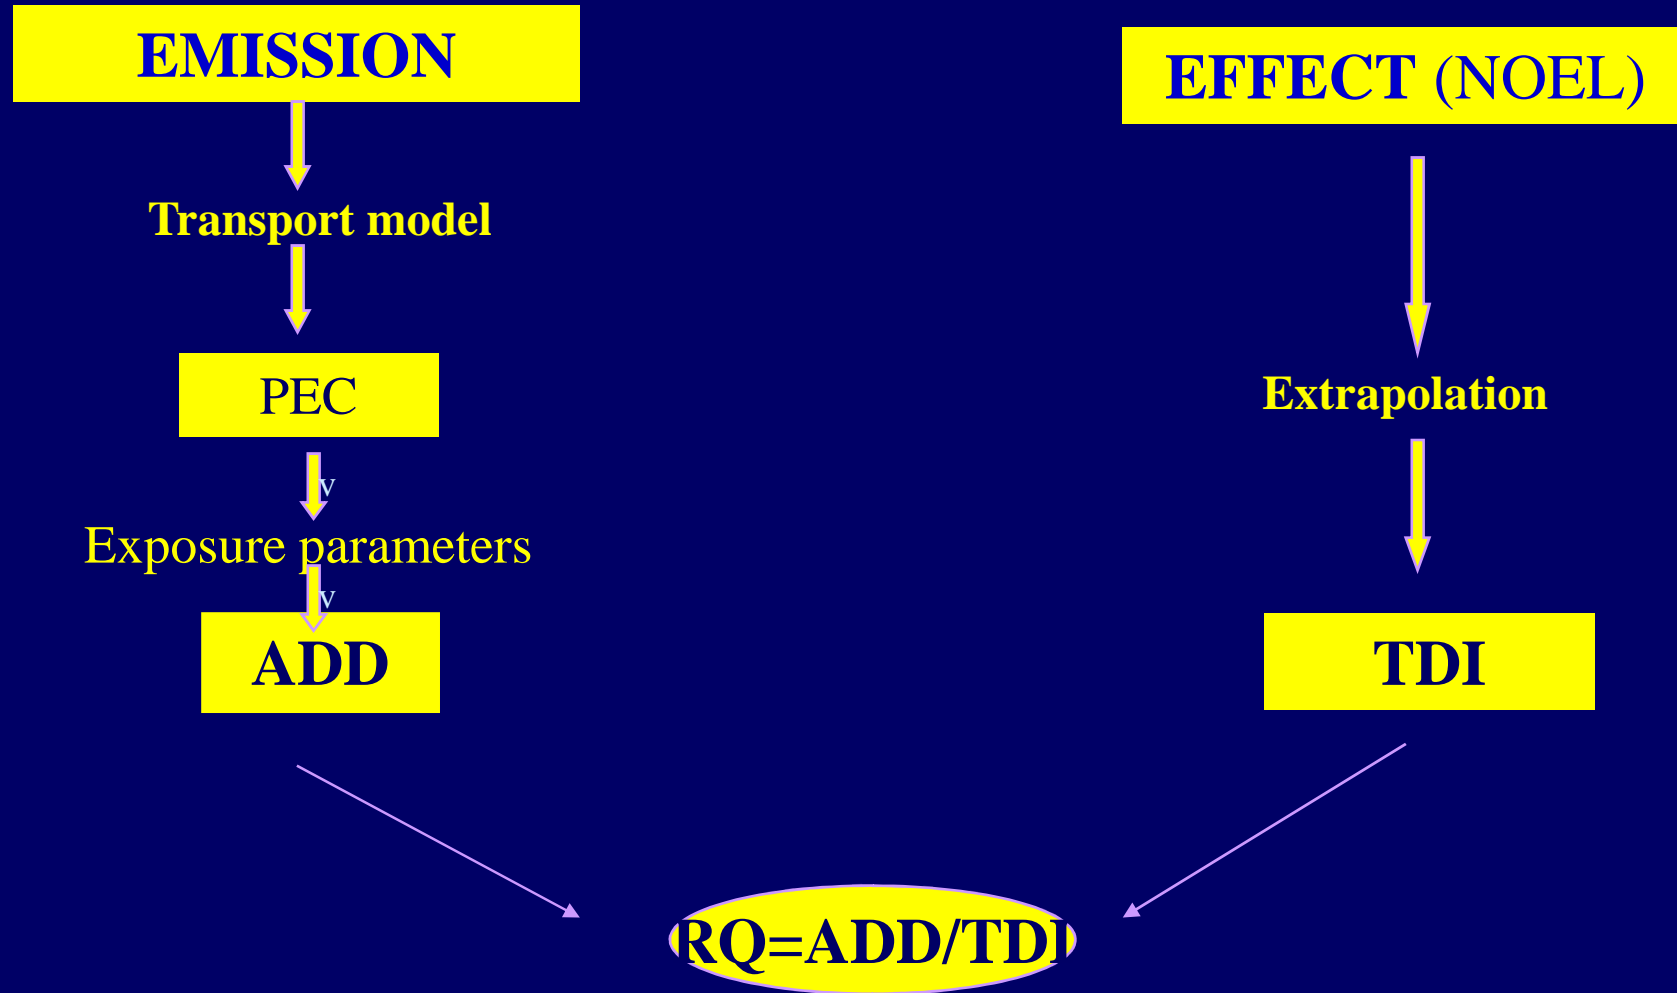 EMISSION
EFFECT (NOEL)
Transport model
PEC
Extrapolation
v
Exposure parameters
v
ADD
TDI
RQ=ADD/TDI